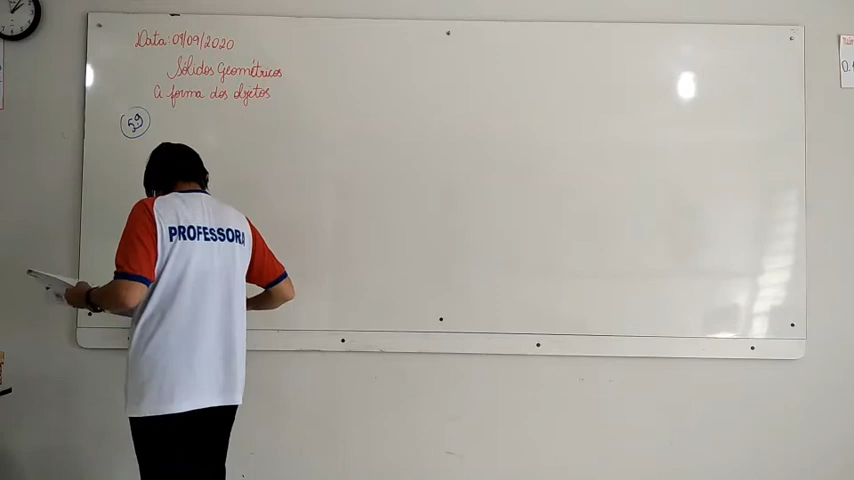 Data: 09/09/2020
Sólidos Geométricos
A forma dos objetos
59
PROFESSORA